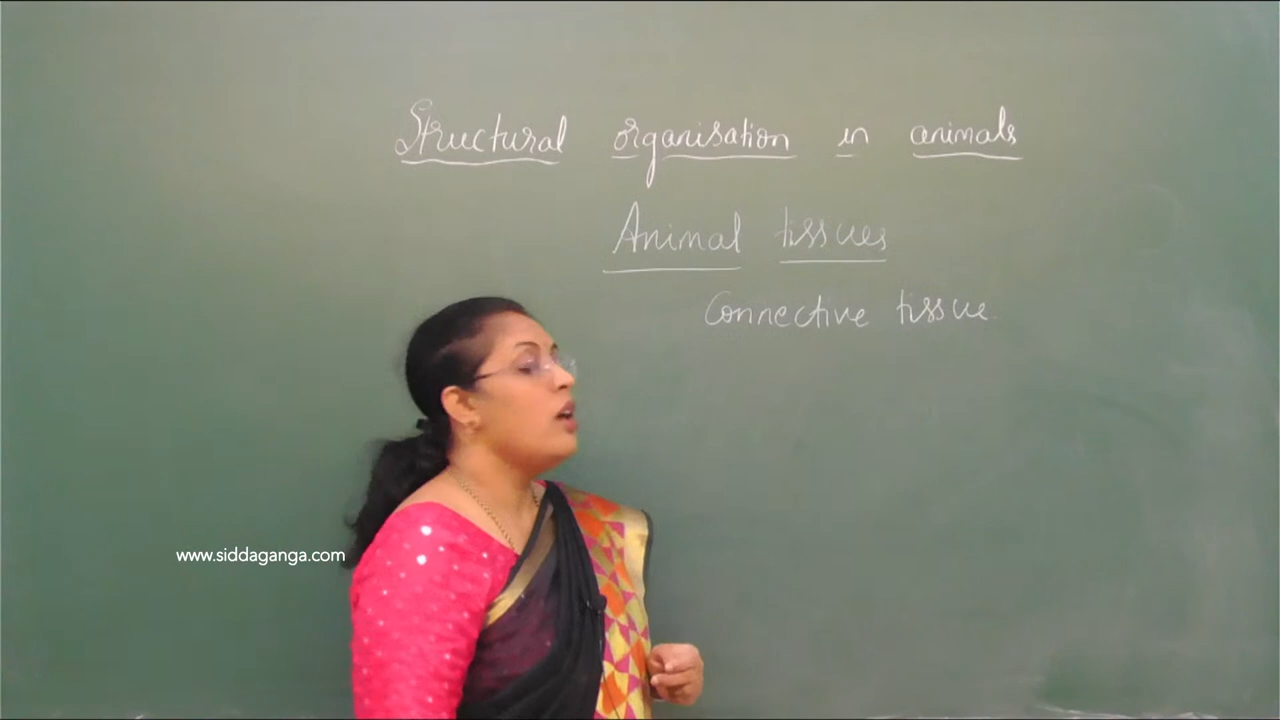 Structural organisation in animals
Animal tissues
Connective tissue.
www.siddaganga.com